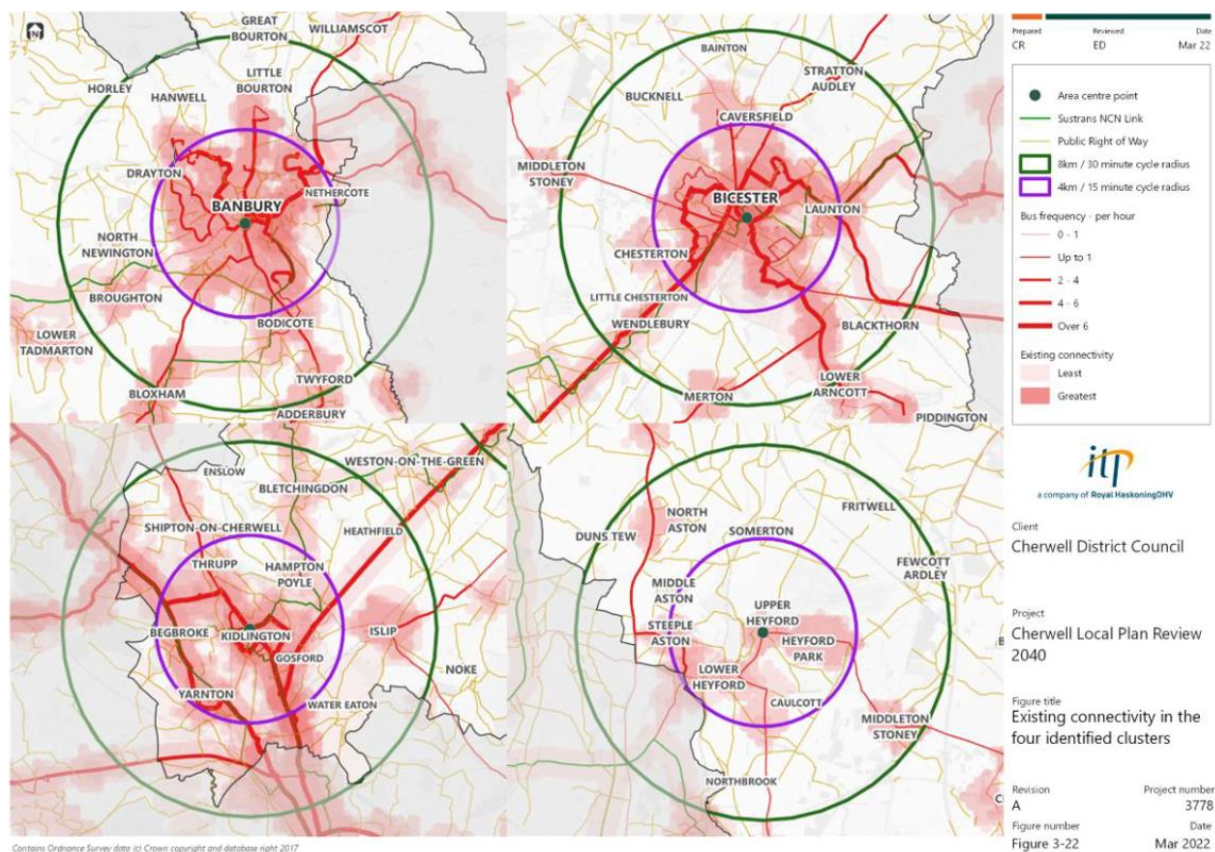 GREAT
BOURTON
WILLIAMSCOT
LITTLE
BOURTON
HORLEY
HANWELL
DRAYTON
NETHERCOTE
BANBURY
NORTH
NEWINGTON
BROUGHTON
BODICOTE
LOWER
TADMARTON
TWYFORD
BLOXHAM
ADDERBURY
BAINTON
STRATTON
AUDLEY
BUCKNELL
CAVERSFIELD
MIDDLETON
STONEY
BICESTER
LAUNTON
CHESTERTON
LITTLE CHESTERTON
WENDLEBURY
BLACKTHORN
MERTON
LOWER
ARNCOTT
PIDDINGTON
ENSLOW
WESTON-ON-THE-GREEN
BLETCHINGDON
SHIPTON-ON-CHERWELL
HEATHFIELD
THRUPP
HAMPTON
POYLE
BEGBROKE
KIDLINGTON
ISLIP
GOSFORD
NOKE
YARNTON
WATER EATON
FRITWELL
NORTH
ASTON
DUNS TEW
SOMERTON
FEWCOTT
ARDLEY
MIDDLE
ASTON
UPPER
HEYFORD
STEEPLE
ASTON
HEYFORD
PARK
LOWER
HEYFORD
CAULCOTT
MIDDLETON
STONEY
NORTHBROOK
Prepared Reviewed Date
CR ED Mar 22
Area centre point
Sustrans NCN Link
Public Right of Way
8km / 30 minute cycle radius
4km / 15 minute cycle radius
Bus frequency - per hour
0 - 1
Up to 1
2 - 4
4 - 6
Over 6
Existing connectivity
Least
Greatest
itp
a company of Royal HaskoningDHV
Client
Cherwell District Council
Project
Cherwell Local Plan Review
2040
Figure title
Existing connectivity in the
four identified clusters
Revision Project number
A 3778
Figure number Date
Figure 3-22 Mar 2022
Contains Ordnance Survey data (c) Crown copyright and database right 2017